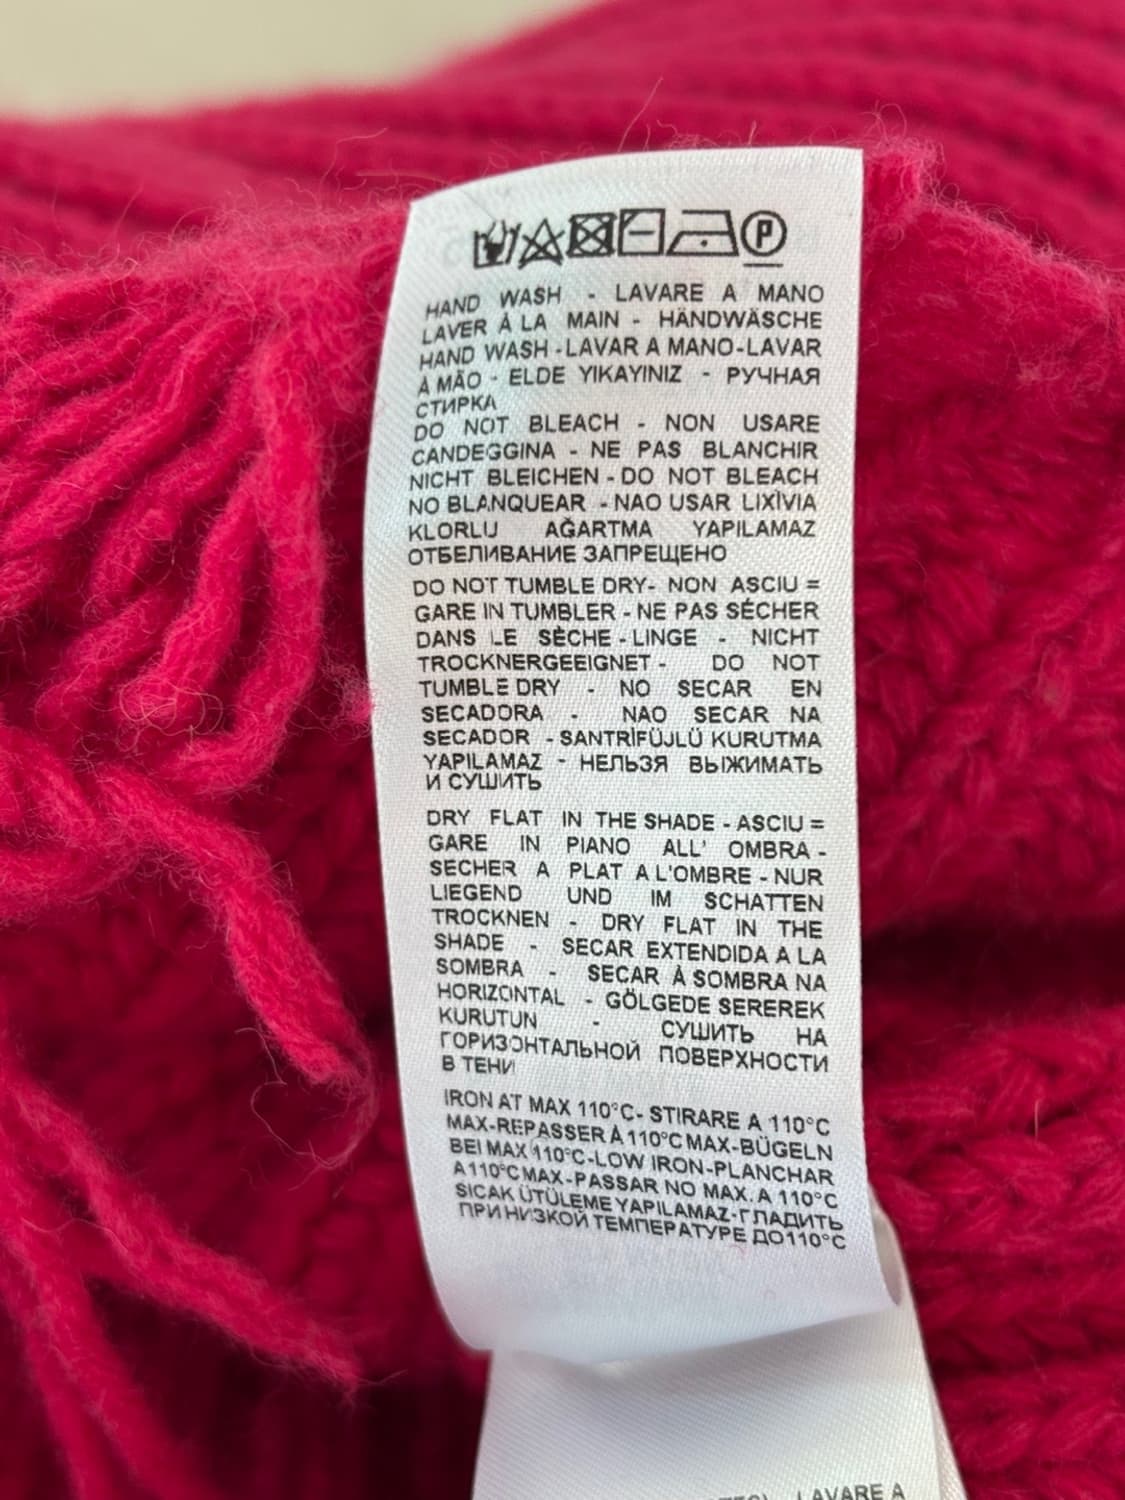 P
HAND WASH - LAVARE A MANO
LAVER À LA MAIN - HÄNDWÄSCHE
HAND WASH - LAVAR A MANO-LAVAR
À MÃO - ELDE YIKAYINIZ - РУЧНАЯ
СТИРКА
DO NOT BLEACH - NON USARE
CANDEGGINA - NE PAS BLANCHIR
NICHT BLEICHEN - DO NOT BLEACH
NO BLANQUEAR - NAO USAR LIXÌVIA
KLORLU AĞARTMA YAPILAMAZ
ОТБЕЛИВАНИЕ ЗАПРЕЩЕНО
DO NOT TUMBLE DRY- NON ASCIU =
GARE IN TUMBLER - NE PAS SÉCHER
DANS LE SÈCHE - LINGE - NICHT
TROCKNERGEEIGNET - DO NOT
TUMBLE DRY - NO SECAR EN
SECADORA - NAO SECAR NA
SECADOR - SANTRİFÜJLÜ KURUTMA
YAPILAMAZ - НЕЛЬЗЯ ВЫЖИМАТЬ
И СУШИТЬ
DRY FLAT IN THE SHADE - ASCIU =
GARE IN PIANO ALL' OMBRA -
SECHER A PLAT A L'OMBRE - NUR
LIEGEND UND IM SCHATTEN
TROCKNEN - DRY FLAT IN THE
SHADE - SECAR EXTENDIDA A LA
SOMBRA - SECAR À SOMBRA NA
HORIZONTAL - GÖLGEDE SEREREK
KURUTUN - СУШИТЬ НА
ГОРИЗОНТАЛЬНОЙ ПОВЕРХНОСТИ
В ТЕНИ
IRON AT MAX 110°C- STIRARE A 110°C
MAX-REPASSER À 110°C MAX-BÜGELN
BEI MAX 110°C-LOW IRON-PLANCHAR
A 110°C MAX-PASSAR NO MAX. A 110°C
SICAK ÜTÜLEME YAPILAMAZ-ГЛАДИТЬ
ПРИ НИЗКОЙ ТЕМПЕРАТУРЕ ДО 110°C
LAVARE A